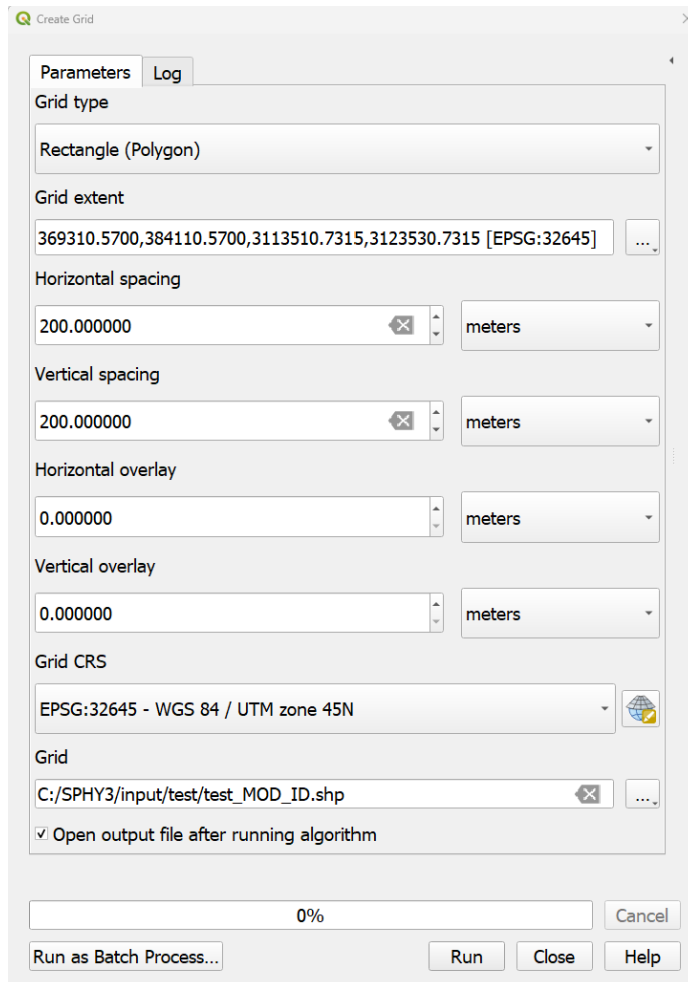 Create Grid
Parameters
Log
Grid type
Rectangle (Polygon)
Grid extent
369310.5700,384110.5700,3113510.7315,3123530.7315 [EPSG:32645]
...
Horizontal spacing
200.000000
meters
Vertical spacing
200.000000
meters
Horizontal overlay
0.000000
meters
Vertical overlay
0.000000
meters
Grid CRS
EPSG:32645 - WGS 84 / UTM zone 45N
Grid
C:/SPHY3/input/test/test_MOD_ID.shp
...
Open output file after running algorithm
0%
Cancel
Run as Batch Process...
Run
Close
Help